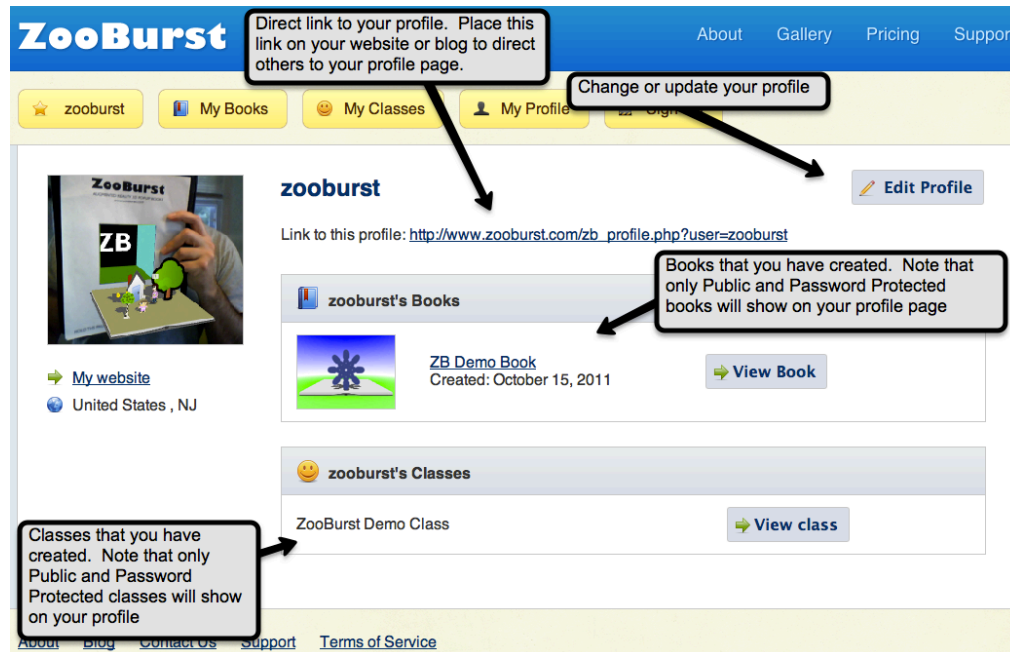 ZooBurst
Direct link to your profile. Place this
link on your website or blog to direct
others to your profile page.
About Gallery Pricing Suppor
Change or update your profile
zooburst My Books My Classes My Profile Sign
ZooBurst
ZB
zooburst
Edit Profile
Link to this profile: http://www.zooburst.com/zb_profile.php?user=zooburst
Books that you have created. Note that
only Public and Password Protected
books will show on your profile page
zooburst's Books
ZB Demo Book
Created: October 15, 2011
View Book
My website
United States , NJ
zooburst's Classes
ZooBurst Demo Class
View class
Classes that you have
created. Note that only
Public and Password
Protected classes will show
on your profile
About Blog Contact Us Support Terms of Service